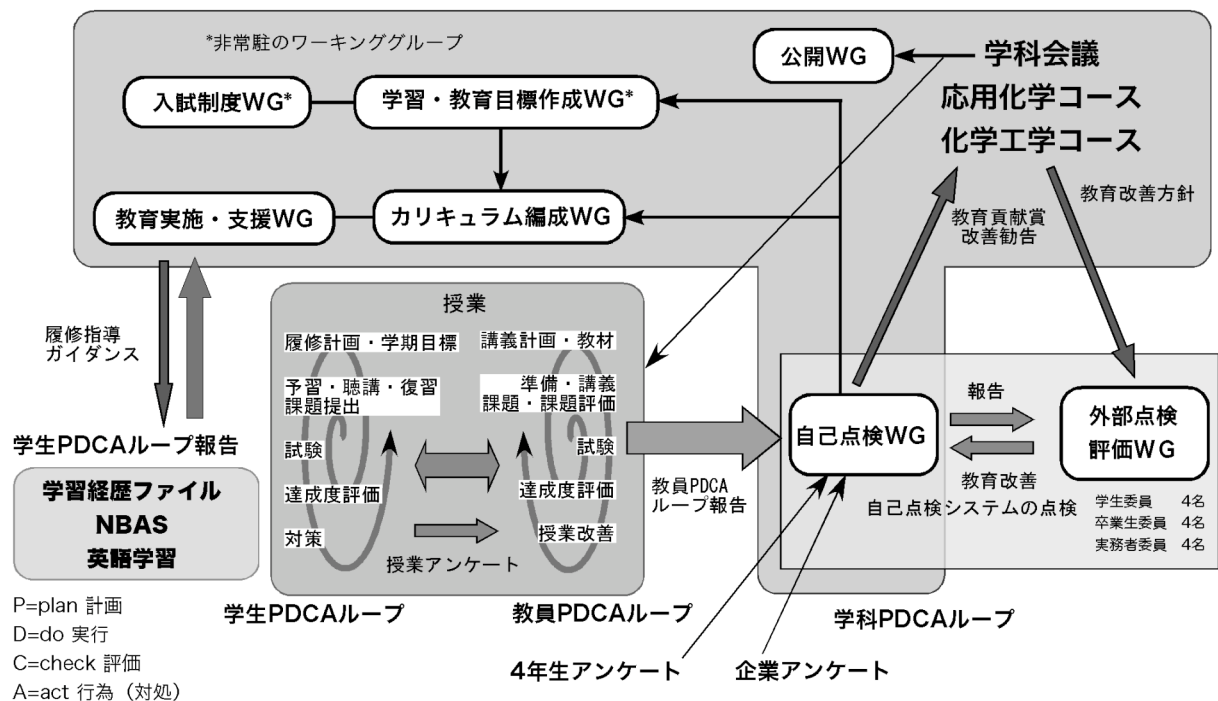 *非常駐のワーキンググループ
公開WG
学科会議
応用化学コース
化学工学コース
入試制度WG*
学習・教育目標作成WG*
教育実施・支援WG
カリキュラム編成WG
教育貢献賞
改善勧告
教育改善方針
履修指導
ガイダンス
学生PDCAループ報告
学習経歴ファイル
NBAS
英語学習
授業
履修計画・学期目標
予習・聴講・復習
課題提出
試験
達成度評価
対策
講義計画・教材
準備・講義
課題・課題評価
試験
達成度評価
授業改善
授業アンケート
教員PDCA
ループ報告
自己点検WG
報告
教育改善
自己点検システムの点検
外部点検
評価WG
学生委員 4名
卒業生委員 4名
実務者委員 4名
学生PDCAループ
教員PDCAループ
学科PDCAループ
4年生アンケート
企業アンケート
P=plan 計画
D=do 実行
C=check 評価
A=act 行為（対処）